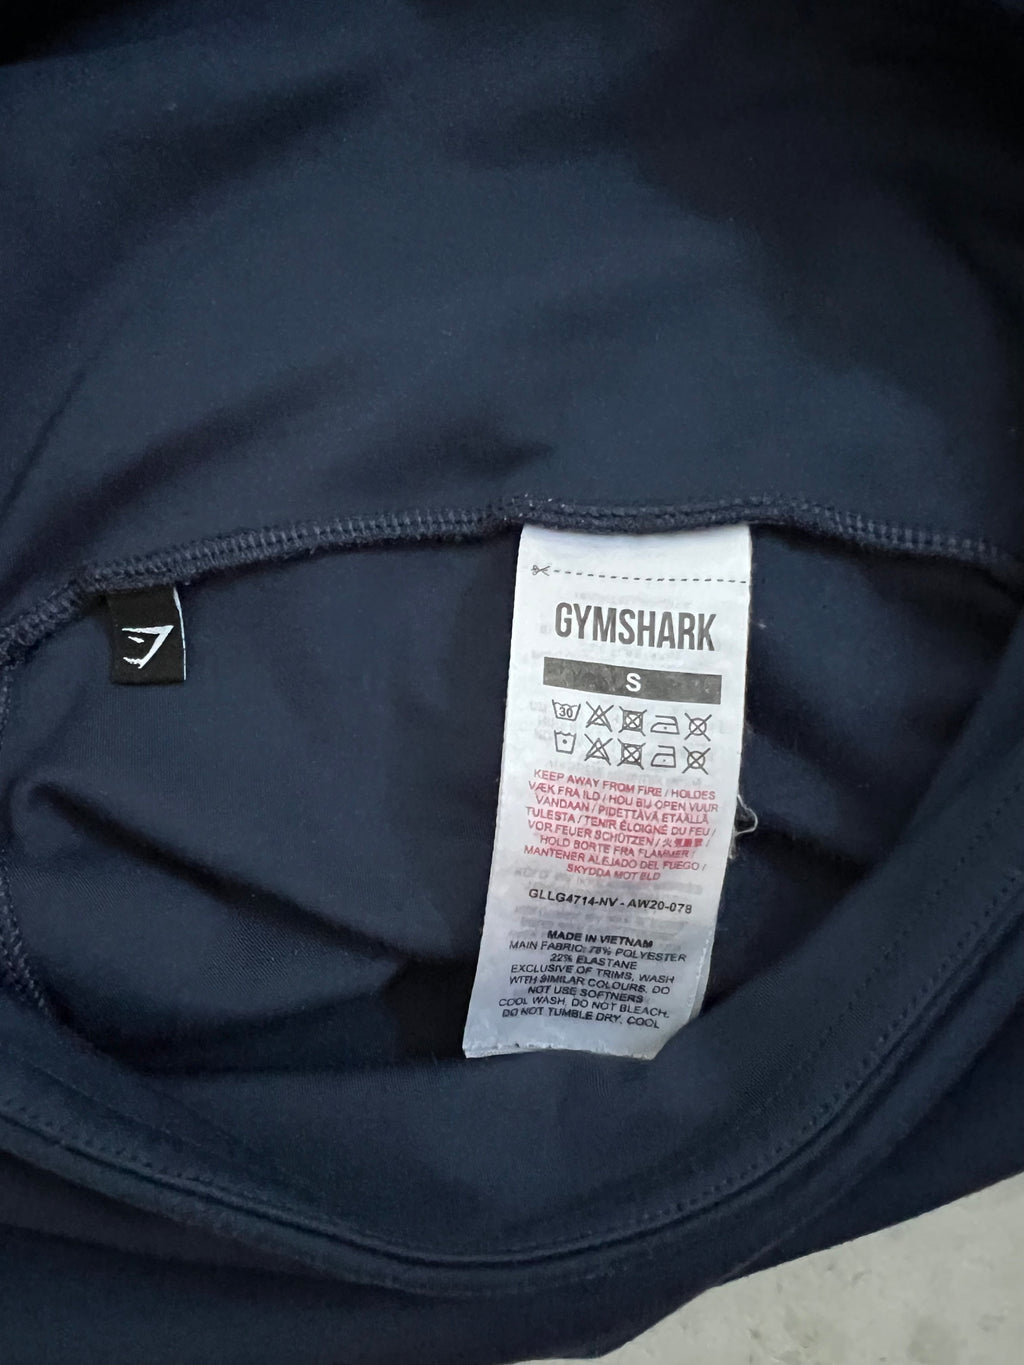 GYMSHARK
S
30
KEEP AWAY FROM FIRE / HOLDES
VÆK FRA ILD / HOU BIJ OPEN VUUR
VANDAAN / PIDETTÄVÄ ETÄÄLLÄ
TULESTA / TENIR ÉLOIGNÉ DU FEU /
VOR FEUER SCHÜTZEN / 火気厳禁 /
HOLD BORTE FRA FLAMMER /
MANTENER ALEJADO DEL FUEGO /
SKYDDA MOT ELD
GLLG4714-NV - AW20-078
MADE IN VIETNAM
MAIN FABRIC: 78% POLYESTER
22% ELASTANE
EXCLUSIVE OF TRIMS, WASH
WITH SIMILAR COLOURS. DO
NOT USE SOFTNERS
COOL WASH, DO NOT BLEACH,
DO NOT TUMBLE DRY, COOL